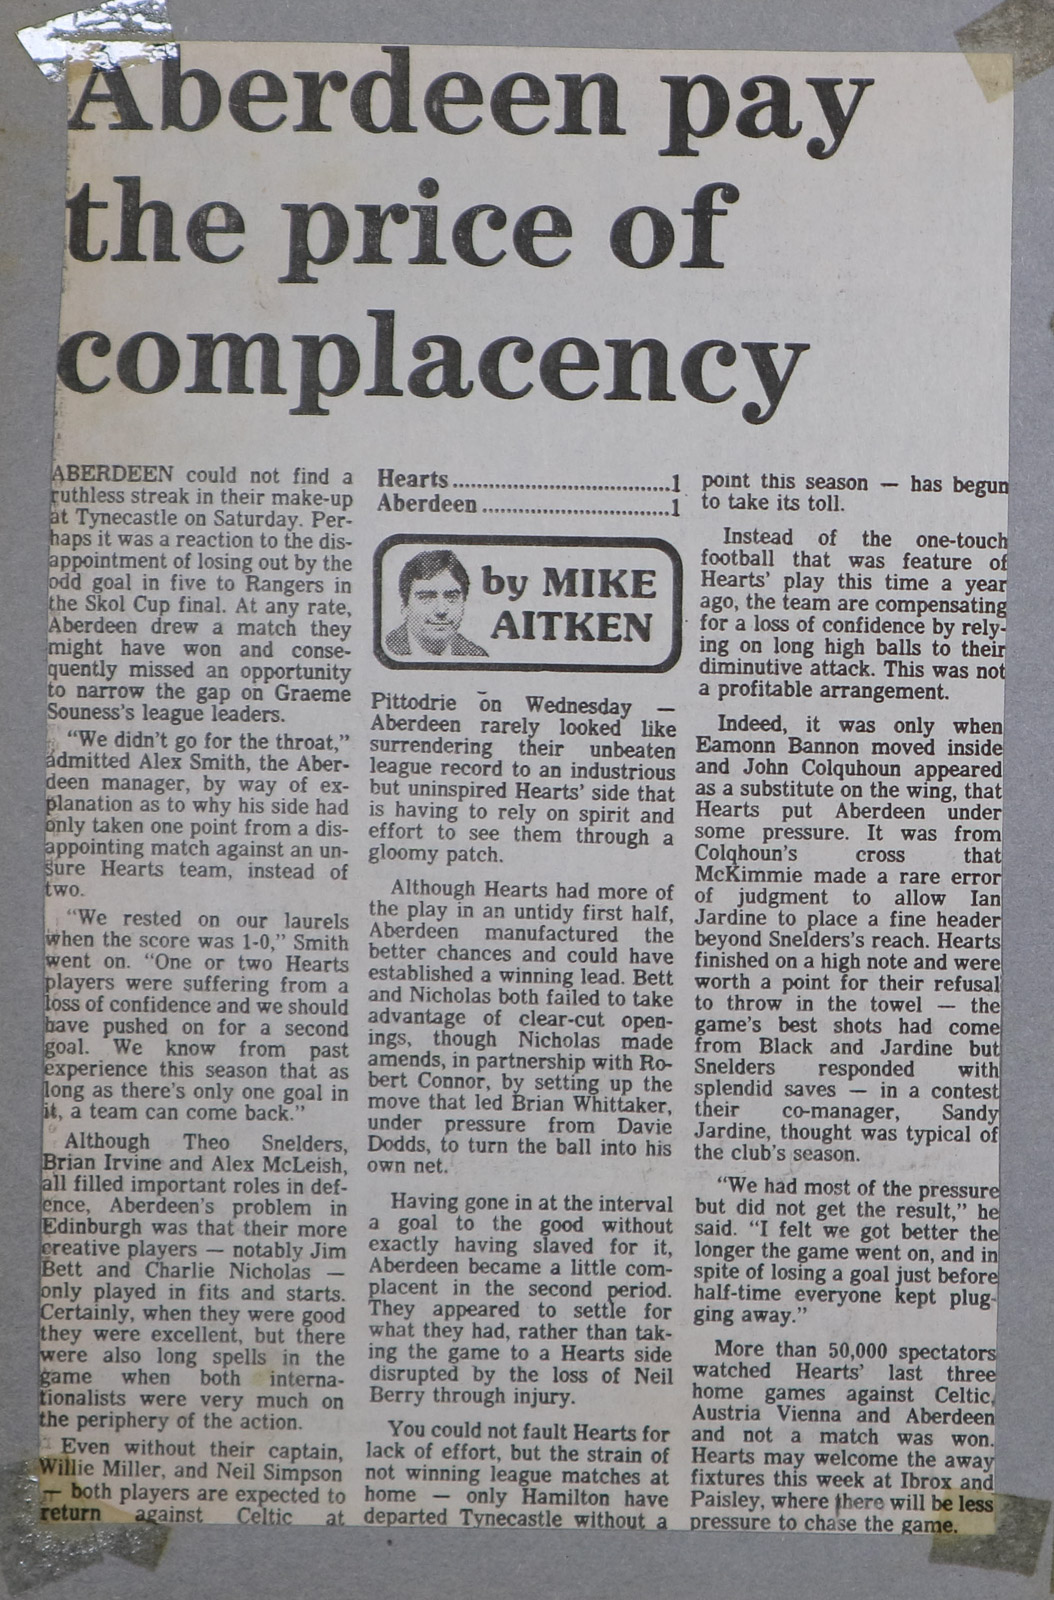 Aberdeen pay
the price of
complacency
ABERDEEN could not find a
ruthless streak in their make-up
at Tynecastle on Saturday. Per-
haps it was a reaction to the dis-
appointment of losing out by the
odd goal in five to Rangers in
the Skol Cup final. At any rate,
Aberdeen drew a match they
might have won and conse-
quently missed an opportunity
to narrow the gap on Graeme
Souness's league leaders.
"We didn't go for the throat,"
admitted Alex Smith, the Aber-
deen manager, by way of ex-
planation as to why his side had
only taken one point from a dis-
appointing match against an un-
sure Hearts team, instead of
two.
"We rested on our laurels
when the score was 1-0," Smith
went on. "One or two Hearts
players were suffering from a
loss of confidence and we should
have pushed on for a second
goal. We know from past
experience this season that as
long as there's only one goal in
it, a team can come back."
Although Theo Snelders,
Brian Irvine and Alex McLeish,
all filled important roles in def-
ence, Aberdeen's problem in
Edinburgh was that their more
creative players — notably Jim
Bett and Charlie Nicholas —
only played in fits and starts.
Certainly, when they were good
they were excellent, but there
were also long spells in the
game when both interna-
tionalists were very much on
the periphery of the action.
Even without their captain,
Willie Miller, and Neil Simpson
— both players are expected to
return against Celtic at
Hearts................................1
Aberdeen............................1
by MIKE
AITKEN
Pittodrie on Wednesday —
Aberdeen rarely looked like
surrendering their unbeaten
league record to an industrious
but uninspired Hearts' side that
is having to rely on spirit and
effort to see them through a
gloomy patch.
Although Hearts had more of
the play in an untidy first half,
Aberdeen manufactured the
better chances and could have
established a winning lead. Bett
and Nicholas both failed to take
advantage of clear-cut open-
ings, though Nicholas made
amends, in partnership with Ro-
bert Connor, by setting up the
move that led Brian Whittaker,
under pressure from Davie
Dodds, to turn the ball into his
own net.
Having gone in at the interval
a goal to the good without
exactly having slaved for it,
Aberdeen became a little com-
placent in the second period.
They appeared to settle for
what they had, rather than tak-
ing the game to a Hearts side
disrupted by the loss of Neil
Berry through injury.
You could not fault Hearts for
lack of effort, but the strain of
not winning league matches at
home — only Hamilton have
departed Tynecastle without a
point this season — has begun
to take its toll.
Instead of the one-touch
football that was feature of
Hearts' play this time a year
ago, the team are compensating
for a loss of confidence by rely-
ing on long high balls to their
diminutive attack. This was not
a profitable arrangement.
Indeed, it was only when
Eamonn Bannon moved inside
and John Colquhoun appeared
as a substitute on the wing, that
Hearts put Aberdeen under
some pressure. It was from
Colqhoun's cross that
McKimmie made a rare error
of judgment to allow Ian
Jardine to place a fine header
beyond Snelders's reach. Hearts
finished on a high note and were
worth a point for their refusal
to throw in the towel — the
game's best shots had come
from Black and Jardine but
Snelders responded with
splendid saves — in a contest
their co-manager, Sandy
Jardine, thought was typical of
the club's season.
"We had most of the pressure
but did not get the result," he
said. "I felt we got better the
longer the game went on, and in
spite of losing a goal just before
half-time everyone kept plug-
ging away."
More than 50,000 spectators
watched Hearts' last three
home games against Celtic,
Austria Vienna and Aberdeen
and not a match was won.
Hearts may welcome the away
fixtures this week at Ibrox and
Paisley, where there will be less
pressure to chase the game.